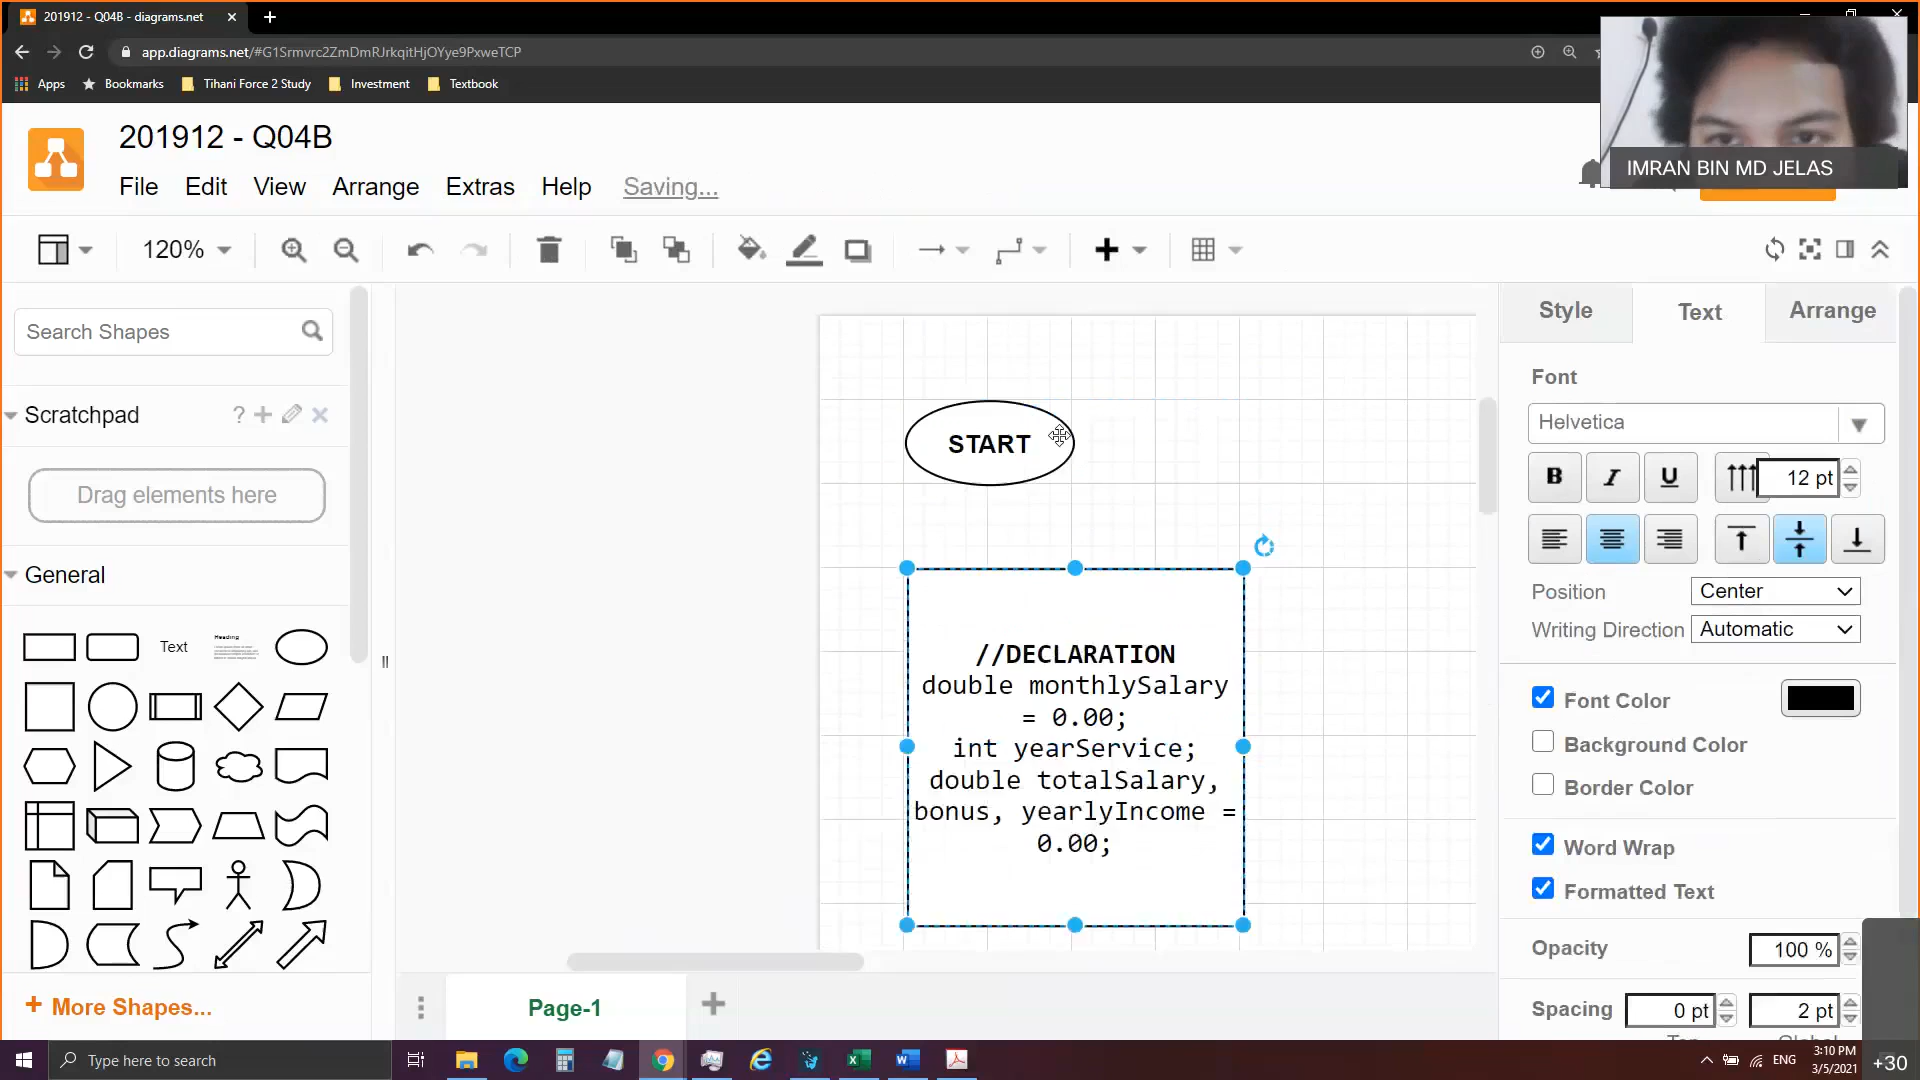 201912 - Q04B - diagrams.net
app.diagrams.net/#G1Srmvrc2ZmDmRJrkqitHjOYye9PxweTCP
Apps Bookmarks Tihani Force 2 Study Investment Textbook
IMRAN BIN MD JELAS
201912 - Q04B
File Edit View Arrange Extras Help Saving...
120%
Search Shapes
Style Text Arrange
Scratchpad
?
Drag elements here
General
Text
Heading
More Shapes...
START
//DECLARATION
double monthlySalary
= 0.00;
int yearService;
double totalSalary,
bonus, yearlyIncome =
0.00;
Font
Helvetica
B I U 12 pt
Position Center
Writing Direction Automatic
Font Color
Background Color
Border Color
Word Wrap
Formatted Text
Opacity 100 %
Spacing 0 pt 2 pt
Page-1
Type here to search
ENG
3:10 PM
3/5/2021
+30